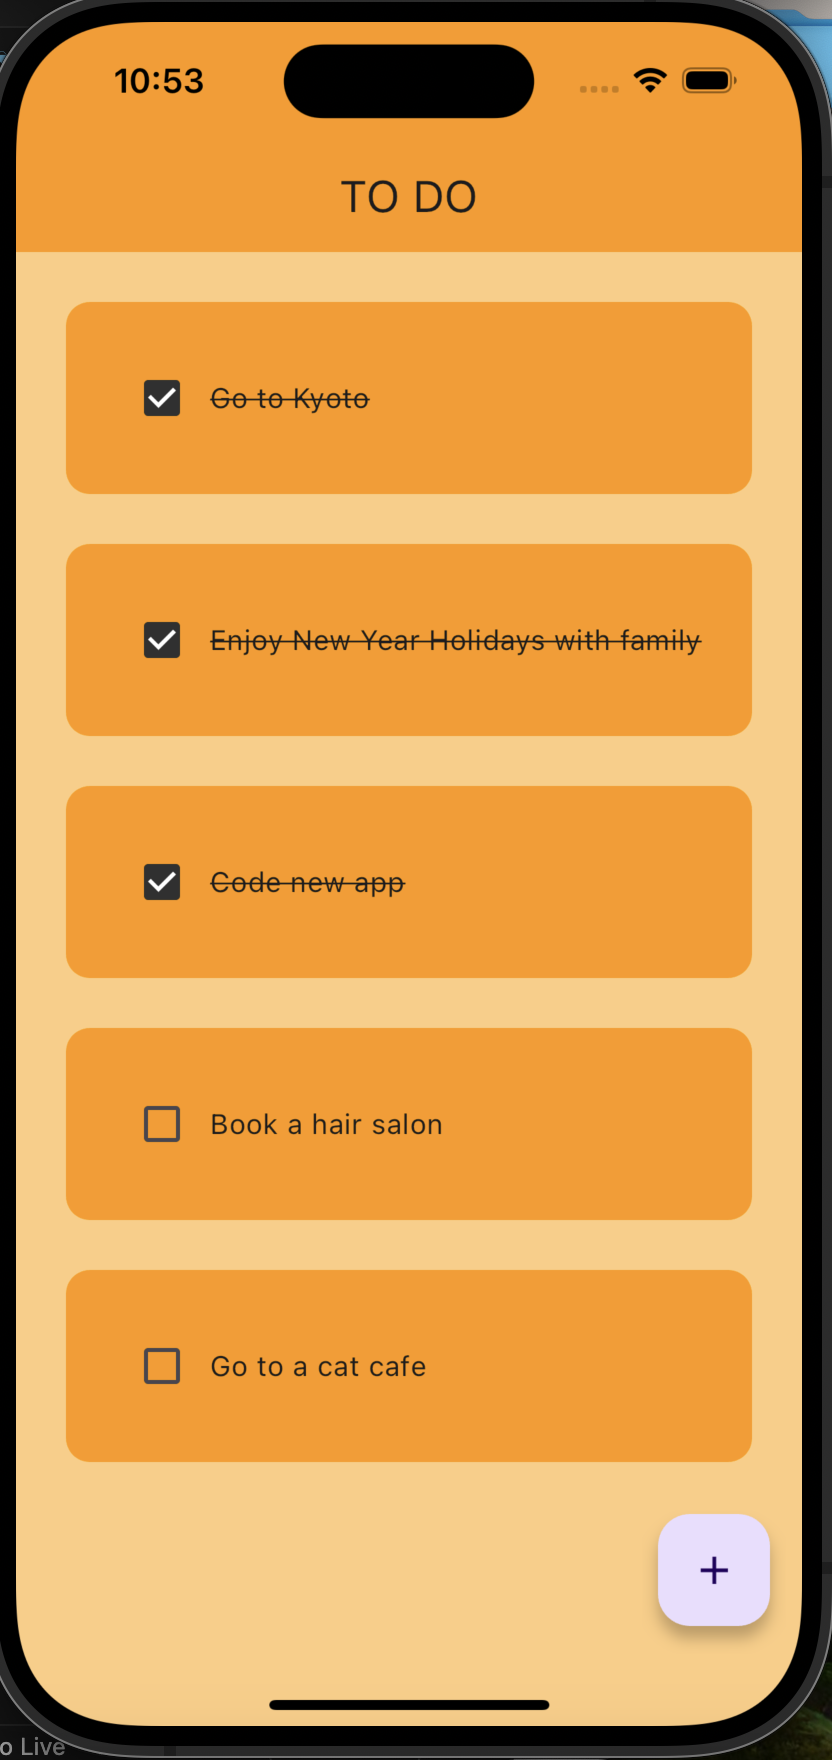 10:53
TO DO
Go to Kyoto
Enjoy New Year Holidays with family
Code new app
Book a hair salon
Go to a cat cafe
+
o Live